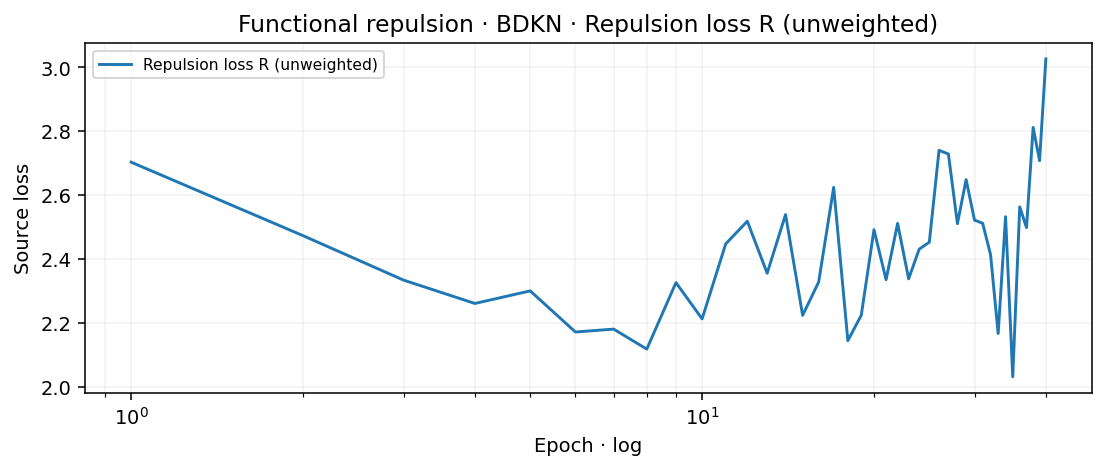 Functional repulsion · BDKN · Repulsion loss R (unweighted)
Repulsion loss R (unweighted)
Source loss
3.0
2.8
2.6
2.4
2.2
2.0
10⁰
10¹
Epoch · log